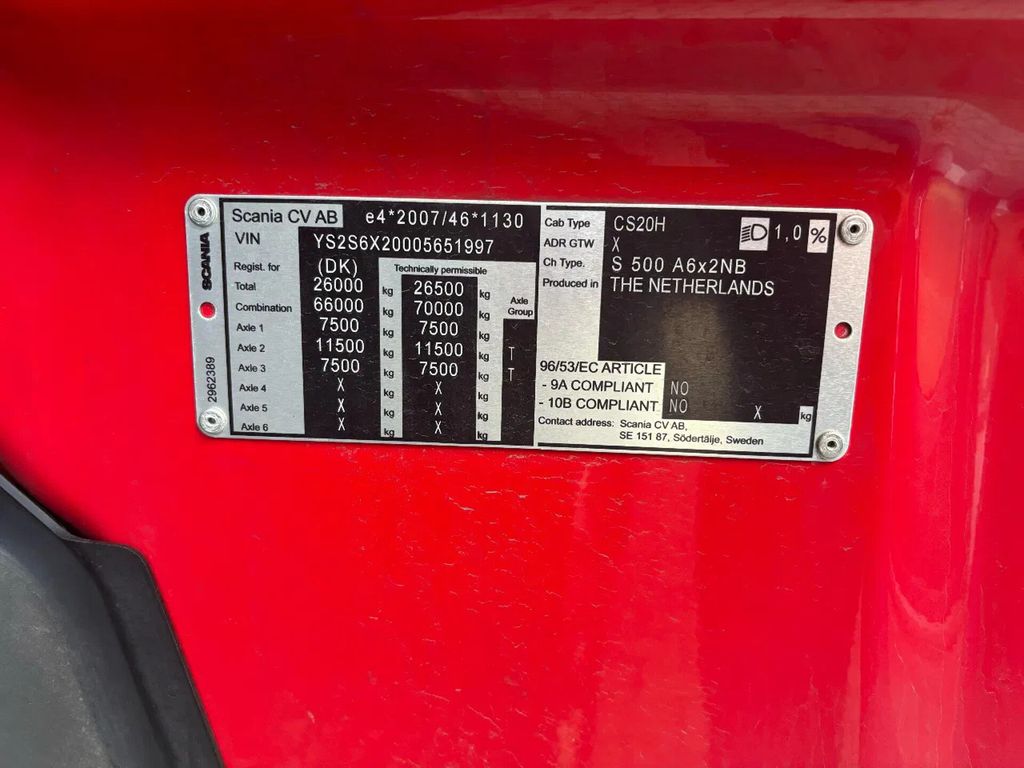 SCANIA
2962389
Scania CV AB e4*2007/46*1130
VIN YS2S6X20005651997
Regist. for (DK) Technically permissible
Total 26000 kg 26500 kg Axle Group
Combination 66000 kg 70000 kg
Axle 1 7500 kg 7500 kg
Axle 2 11500 kg 11500 kg T
Axle 3 7500 kg 7500 kg T
Axle 4 X kg X kg
Axle 5 X kg X kg
Axle 6 X kg X kg
Cab Type CS20H 1,0 %
ADR GTW X
Ch Type. S 500 A6x2NB
Produced in THE NETHERLANDS
96/53/EC ARTICLE
- 9A COMPLIANT NO
- 10B COMPLIANT NO X kg
Contact address: Scania CV AB,
SE 151 87, Södertälje, Sweden